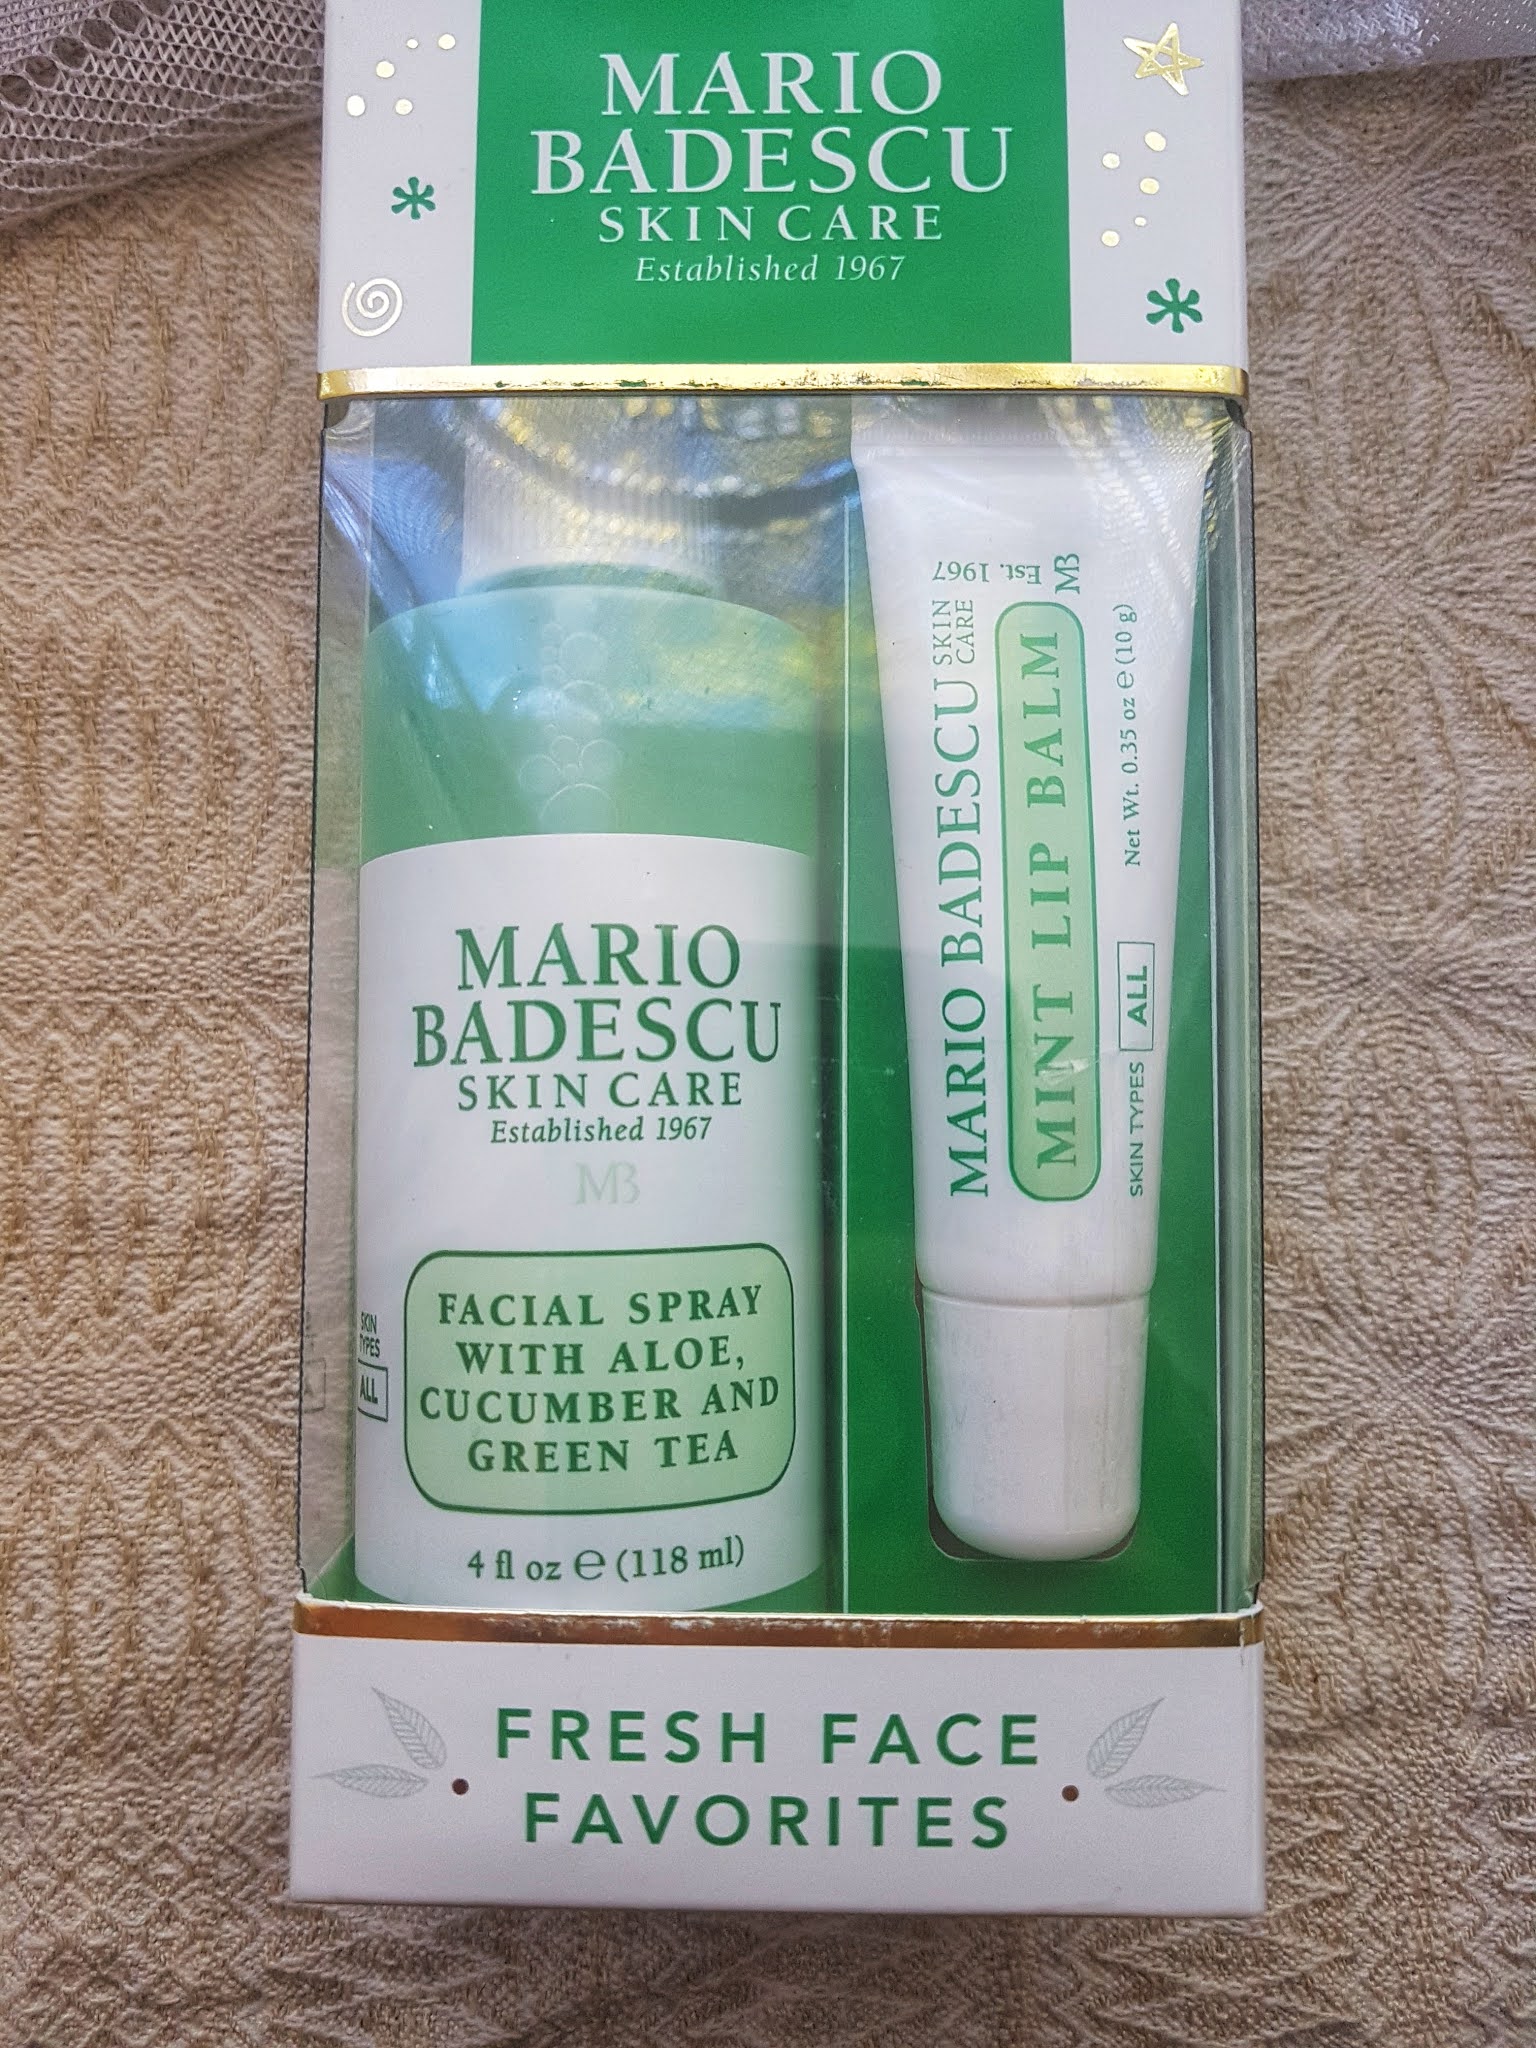 MARIO
BADESCU
SKIN CARE
Established 1967
MARIO
BADESCU
SKIN CARE
Established 1967
MB
SKIN
TYPES
ALL
FACIAL SPRAY
WITH ALOE,
CUCUMBER AND
GREEN TEA
4 fl oz ℮ (118 ml)
MARIO BADESCU SKIN CARE
Est. 1967
MINT LIP BALM
MB
SKIN TYPES ALL
Net Wt. 0.35 oz ℮ (10 g)
FRESH FACE
FAVORITES